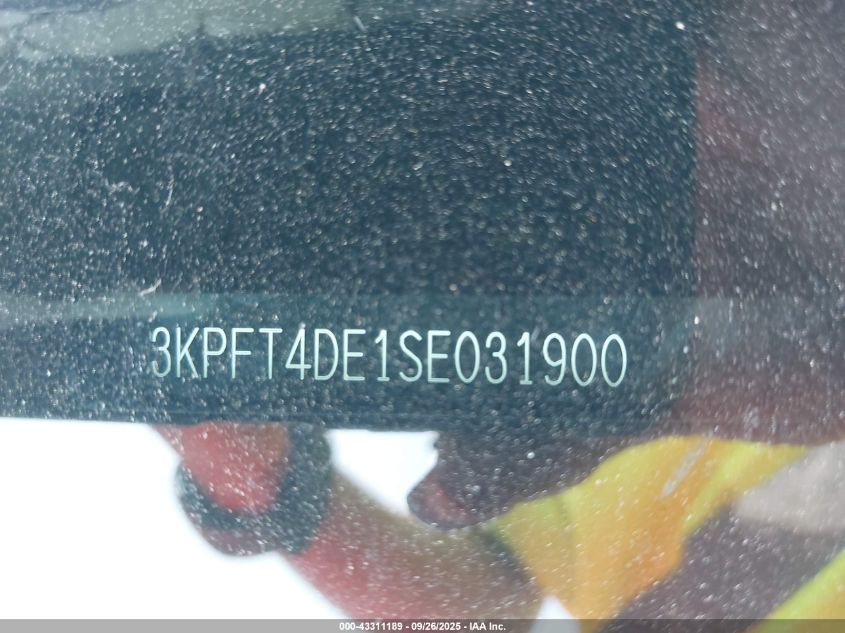 3KPFT4DE1SE031900
000-43311189 - 09/26/2025 - IAA Inc.